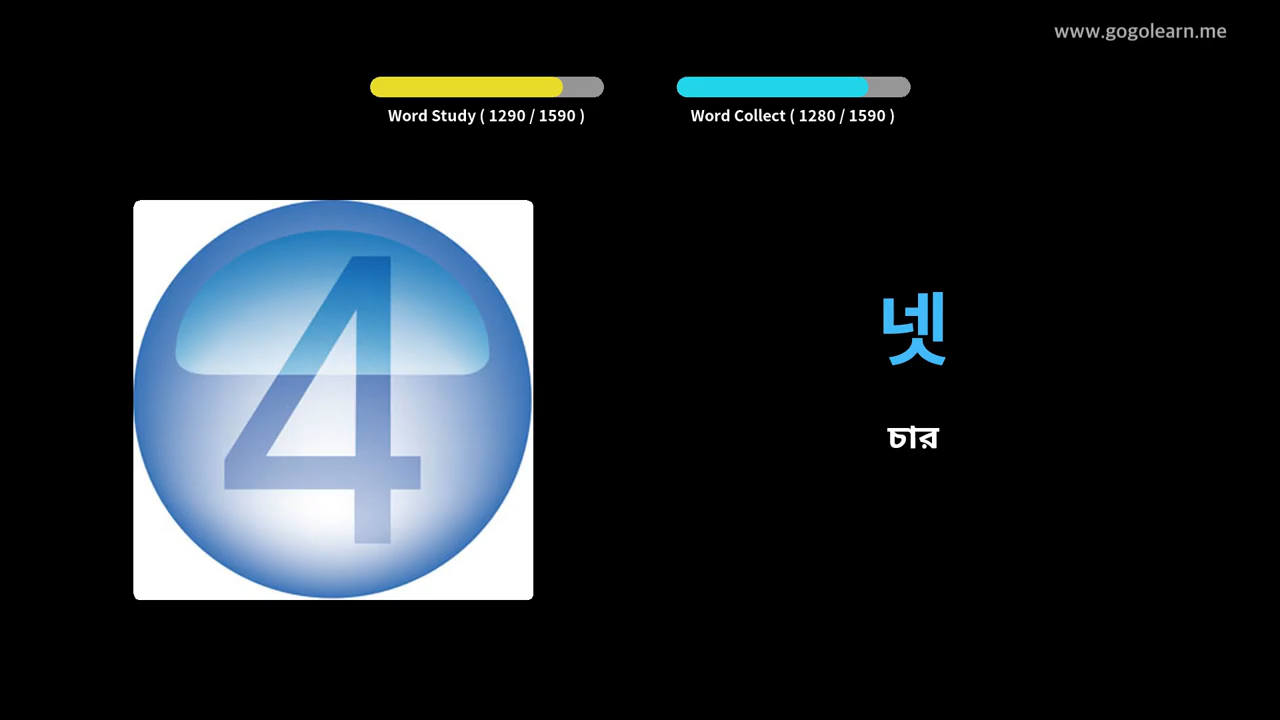 www.gogolearn.me
Word Study ( 1290 / 1590 )
Word Collect ( 1280 / 1590 )
4
넷
চার